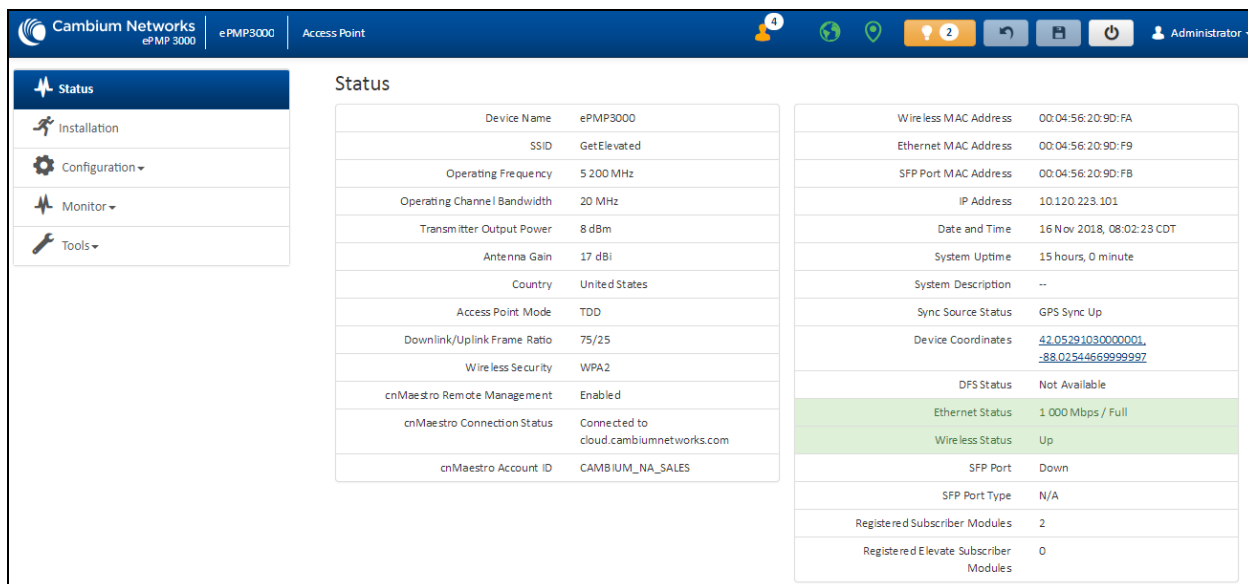 Cambium Networks
ePMP 3000
ePMP3000
Access Point
4
2
Administrator
Status
Installation
Configuration
Monitor
Tools
Status
Device Name ePMP3000
SSID GetElevated
Operating Frequency 5 200 MHz
Operating Channel Bandwidth 20 MHz
Transmitter Output Power 8 dBm
Antenna Gain 17 dBi
Country United States
Access Point Mode TDD
Downlink/Uplink Frame Ratio 75/25
Wireless Security WPA2
cnMaestro Remote Management Enabled
cnMaestro Connection Status Connected to
cloud.cambiumnetworks.com
cnMaestro Account ID CAMBIUM_NA_SALES
Wireless MAC Address 00:04:56:20:9D:FA
Ethernet MAC Address 00:04:56:20:9D:F9
SFP Port MAC Address 00:04:56:20:9D:FB
IP Address 10.120.223.101
Date and Time 16 Nov 2018, 08:02:23 CDT
System Uptime 15 hours, 0 minute
System Description --
Sync Source Status GPS Sync Up
Device Coordinates 42.05291030000001,
-88.02544669999997
DFS Status Not Available
Ethernet Status 1 000 Mbps / Full
Wireless Status Up
SFP Port Down
SFP Port Type N/A
Registered Subscriber Modules 2
Registered Elevate Subscriber 0
Modules